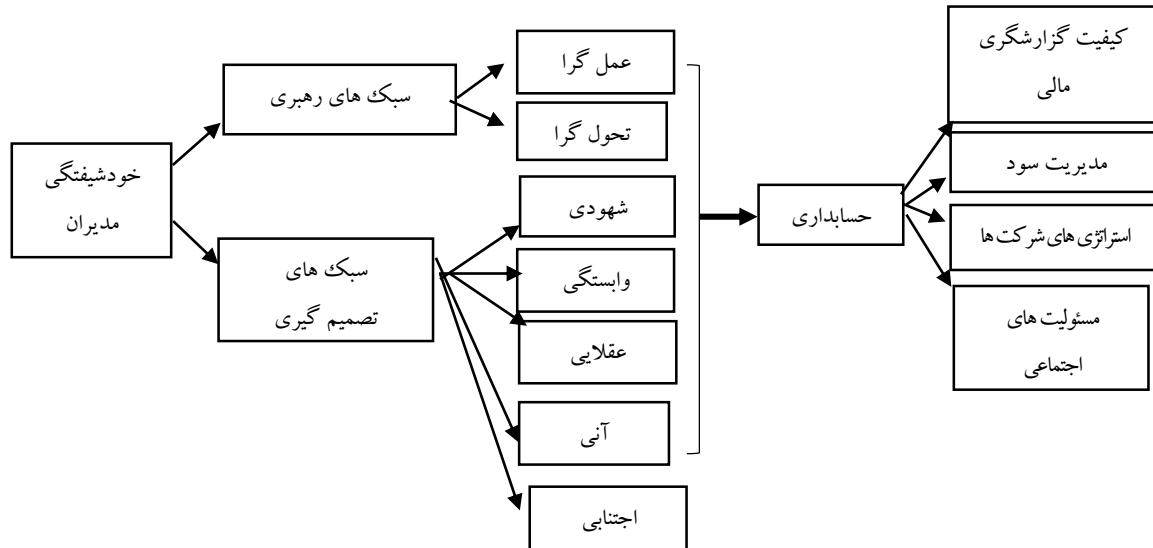 خودشیفتگی
مدیران
سبک های رهبری
سبک های
تصمیم گیری
عمل گرا
تحول گرا
شهودی
وابستگی
عقلایی
آنی
اجتنابی
حسابداری
کیفیت گزارشگری
مالی
مدیریت سود
استراتژی های شرکت ها
مسئولیت های
اجتماعی